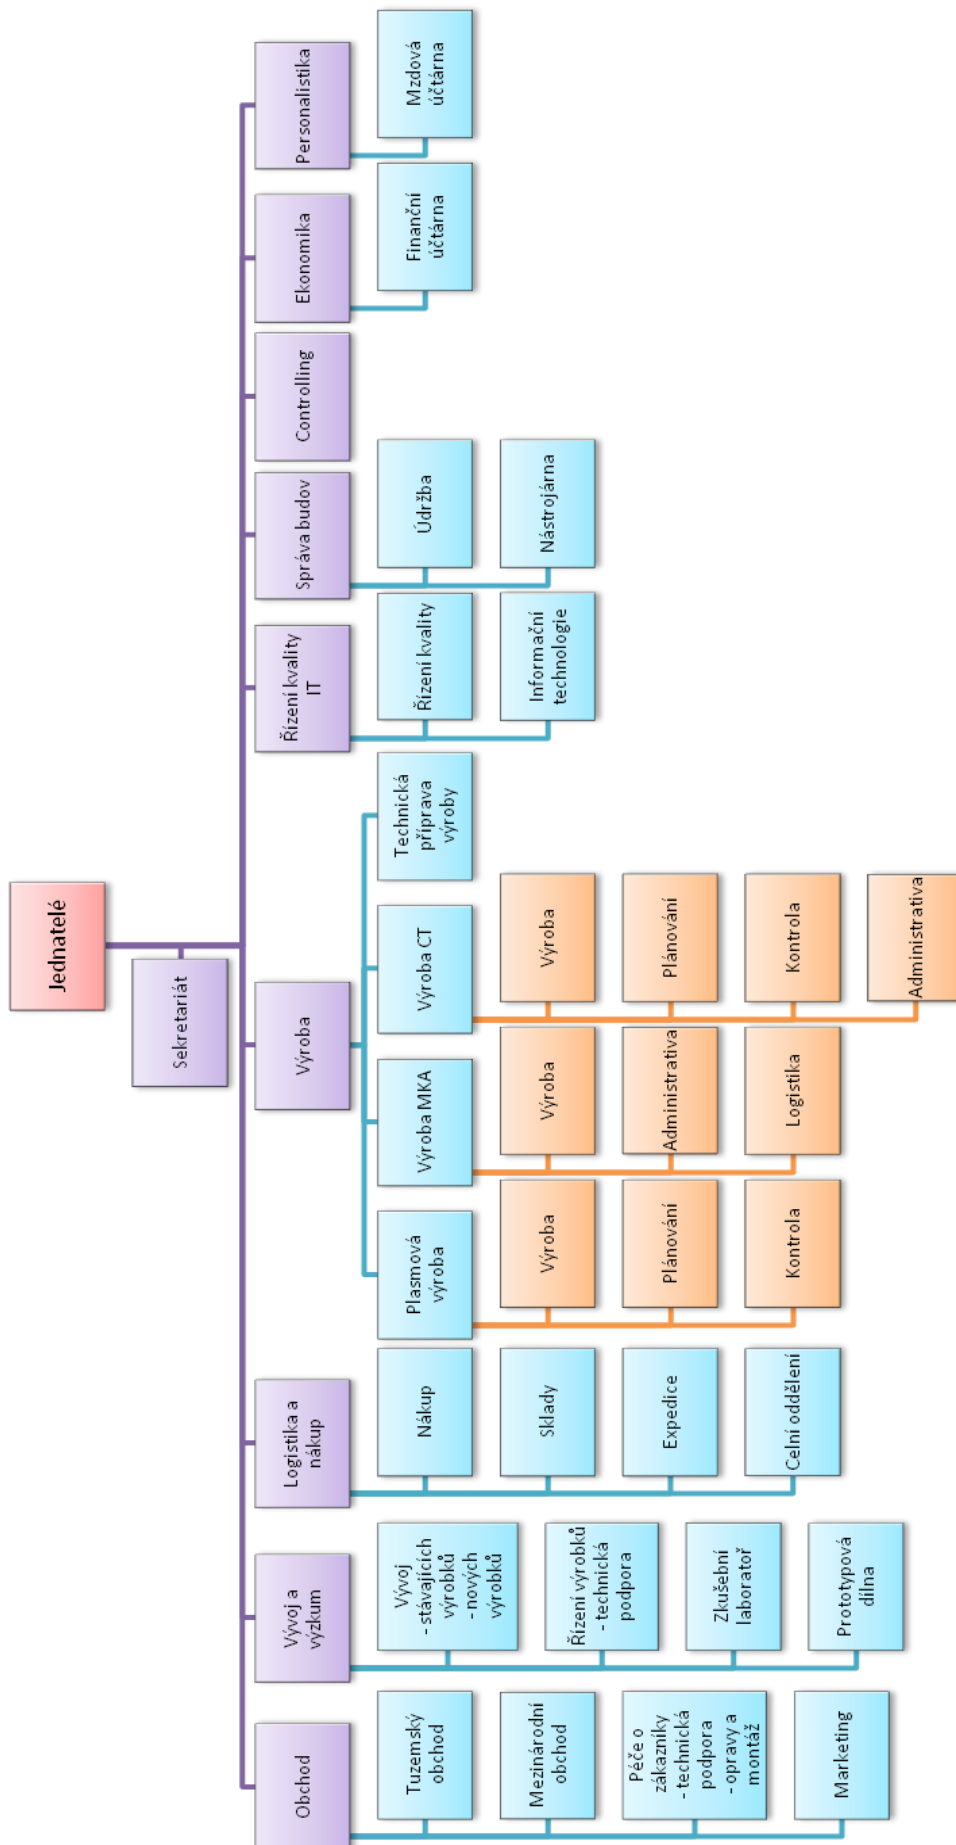 Jednatelé
Sekretariát
Obchod
Tuzemský
obchod
Mezinárodní
obchod
Péče o
zákazníky
- technická
podpora
- opravy a
montáž
Marketing
Vývoj a
výzkum
Vývoj
- stávajících
výrobků
- nových
výrobků
Řízení výrobků
- technická
podpora
Zkušební
laboratoř
Prototypová
dílna
Logistika a
nákup
Nákup
Sklady
Expedice
Celní oddělení
Výroba
Plasmová
výroba
Výroba
Plánování
Kontrola
Výroba MKA
Výroba
Administrativa
Logistika
Výroba CT
Výroba
Plánování
Kontrola
Administrativa
Technická
příprava
výroby
Řízení kvality
IT
Řízení kvality
Informační
technologie
Správa budov
Údržba
Nástrojárna
Controlling
Ekonomika
Finanční
účtárna
Personalistika
Mzdová
účtárna